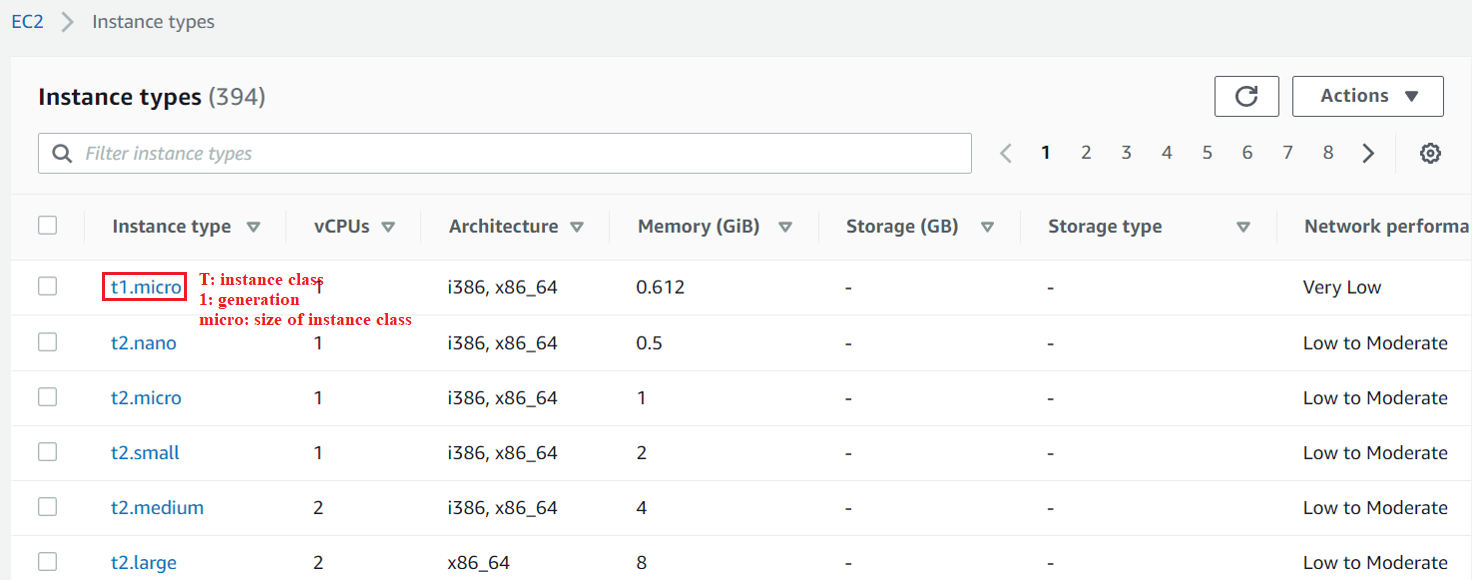 EC2 > Instance types
Instance types (394)
Actions
Filter instance types
1 2 3 4 5 6 7 8
Instance type vCPUs Architecture Memory (GiB) Storage (GB) Storage type Network performa
t1.micro 1 i386, x86_64 0.612 - - Very Low
T: instance class
1: generation
micro: size of instance class
t2.nano 1 i386, x86_64 0.5 - - Low to Moderate
t2.micro 1 i386, x86_64 1 - - Low to Moderate
t2.small 1 i386, x86_64 2 - - Low to Moderate
t2.medium 2 i386, x86_64 4 - - Low to Moderate
t2.large 2 x86_64 8 - - Low to Moderate